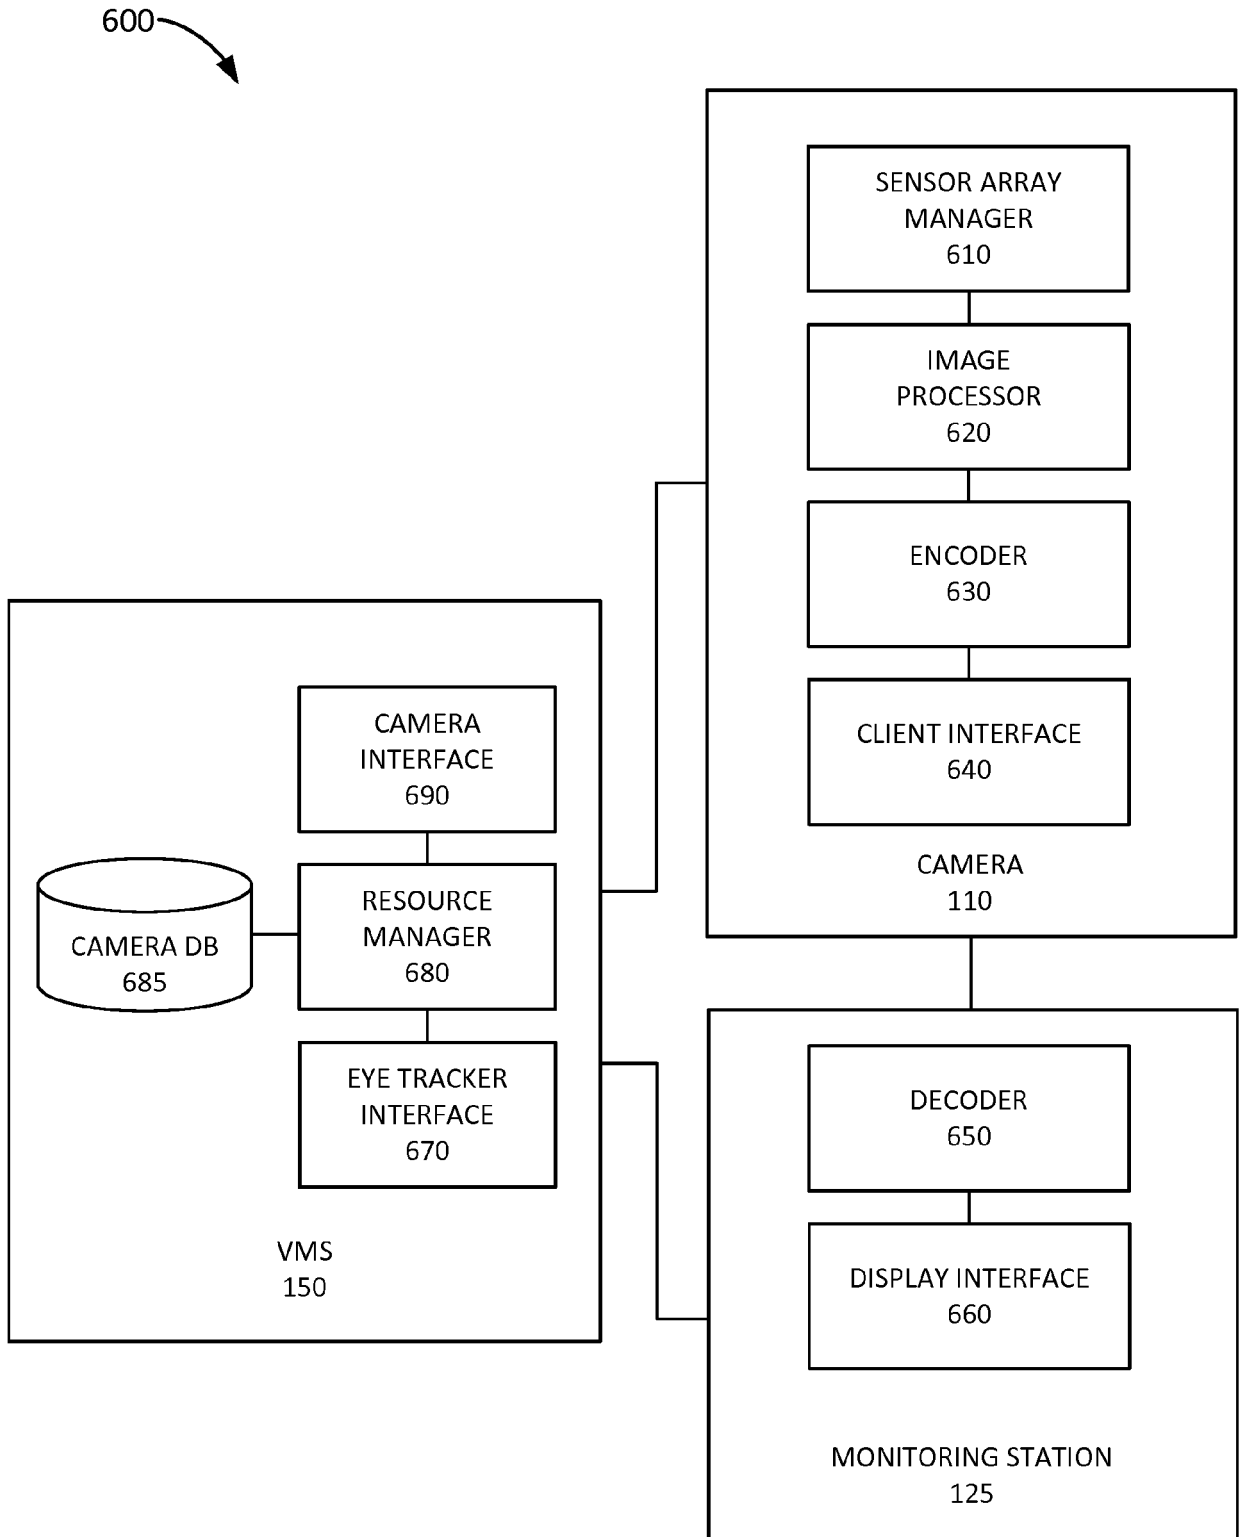 600
SENSOR ARRAY
MANAGER
610
IMAGE
PROCESSOR
620
ENCODER
630
CLIENT INTERFACE
640
CAMERA
110
CAMERA
INTERFACE
690
RESOURCE
MANAGER
680
CAMERA DB
685
EYE TRACKER
INTERFACE
670
VMS
150
DECODER
650
DISPLAY INTERFACE
660
MONITORING STATION
125